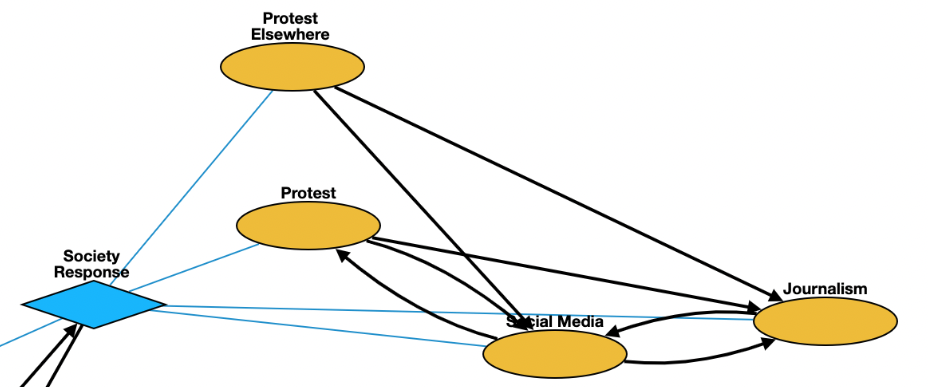 Protest
Elsewhere
Protest
Society
Response
Journalism
Social Media